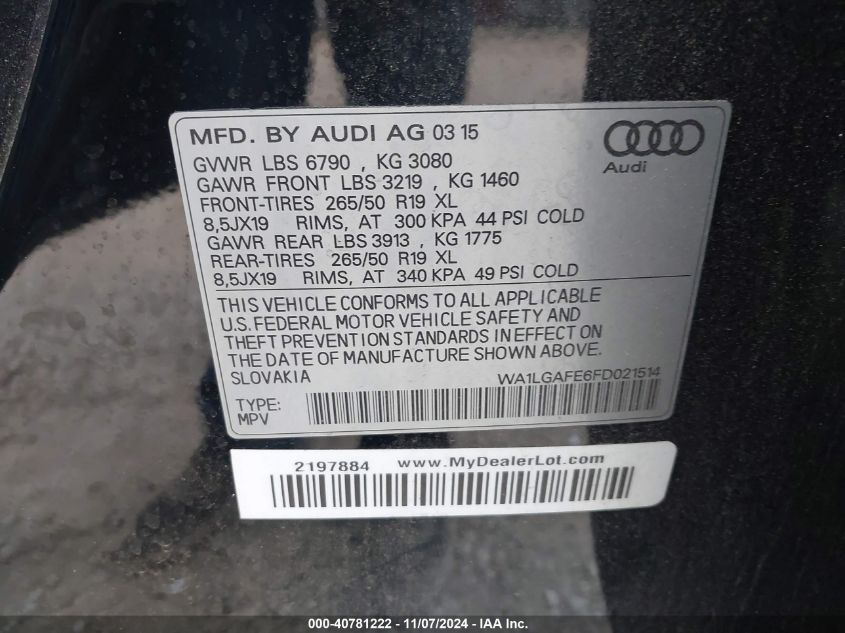 MFD. BY AUDI AG 03 15
Audi
GVWR LBS 6790 , KG 3080
GAWR FRONT LBS 3219 , KG 1460
FRONT-TIRES 265/50 R19 XL
8,5JX19 RIMS, AT 300 KPA 44 PSI COLD
GAWR REAR LBS 3913 , KG 1775
REAR-TIRES 265/50 R19 XL
8,5JX19 RIMS, AT 340 KPA 49 PSI COLD
THIS VEHICLE CONFORMS TO ALL APPLICABLE
U.S. FEDERAL MOTOR VEHICLE SAFETY AND
THEFT PREVENTION STANDARDS IN EFFECT ON
THE DATE OF MANUFACTURE SHOWN ABOVE.
SLOVAKIA WA1LGAFE6FD021514
TYPE:
MPV
2197884 www.MyDealerLot.com
000-40781222 - 11/07/2024 - IAA Inc.